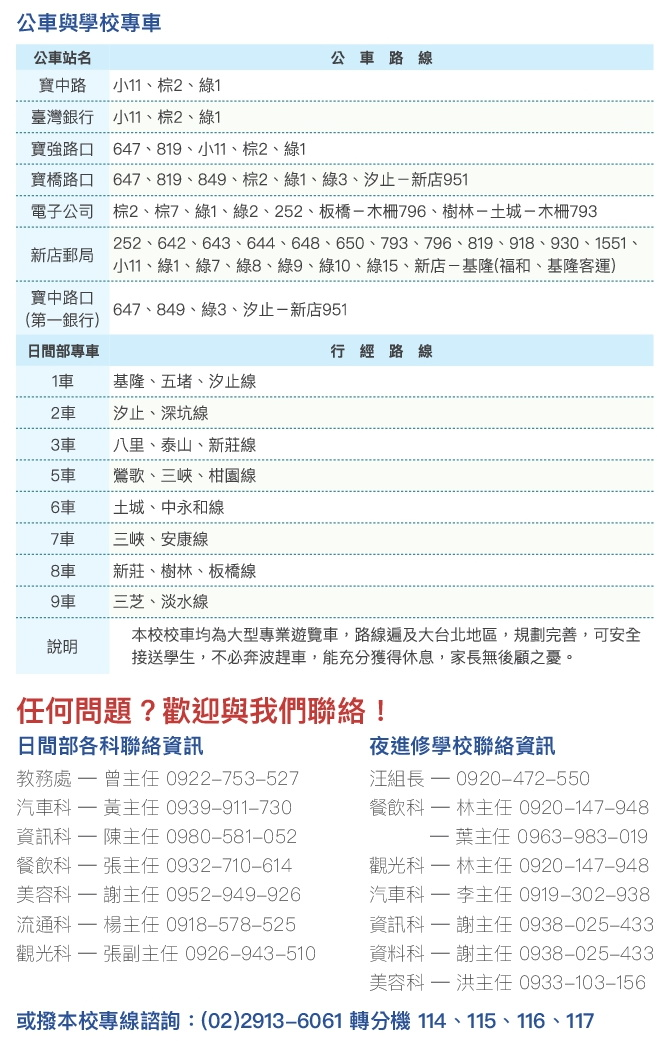 公車與學校專車
公車站名 公車路線
寶中路 小11、棕2、綠1
臺灣銀行 小11、棕2、綠1
寶強路口 647、819、小11、棕2、綠1
寶橋路口 647、819、849、棕2、綠1、綠3、汐止－新店951
電子公司 棕2、棕7、綠1、綠2、252、板橋－木柵796、樹林－土城－木柵793
新店郵局 252、642、643、644、648、650、793、796、819、918、930、1551、
小11、綠1、綠7、綠8、綠9、綠10、綠15、新店－基隆(福和、基隆客運)
寶中路口
(第一銀行) 647、849、綠3、汐止－新店951
日間部專車 行經路線
1車 基隆、五堵、汐止線
2車 汐止、深坑線
3車 八里、泰山、新莊線
5車 鶯歌、三峽、柑園線
6車 土城、中永和線
7車 三峽、安康線
8車 新莊、樹林、板橋線
9車 三芝、淡水線
說明 本校校車均為大型專業遊覽車，路線遍及大台北地區，規劃完善，可安全
接送學生，不必奔波趕車，能充分獲得休息，家長無後顧之憂。
任何問題？歡迎與我們聯絡！
日間部各科聯絡資訊
教務處 — 曾主任 0922–753–527
汽車科 — 黃主任 0939–911–730
資訊科 — 陳主任 0980–581–052
餐飲科 — 張主任 0932–710–614
美容科 — 謝主任 0952–949–926
流通科 — 楊主任 0918–578–525
觀光科 — 張副主任 0926–943–510
夜進修學校聯絡資訊
汪組長 — 0920–472–550
餐飲科 — 林主任 0920–147–948
— 葉主任 0963–983–019
觀光科 — 林主任 0920–147–948
汽車科 — 李主任 0919–302–938
資訊科 — 謝主任 0938–025–433
資料科 — 謝主任 0938–025–433
美容科 — 洪主任 0933–103–156
或撥本校專線諮詢：(02)2913–6061 轉分機 114、115、116、117